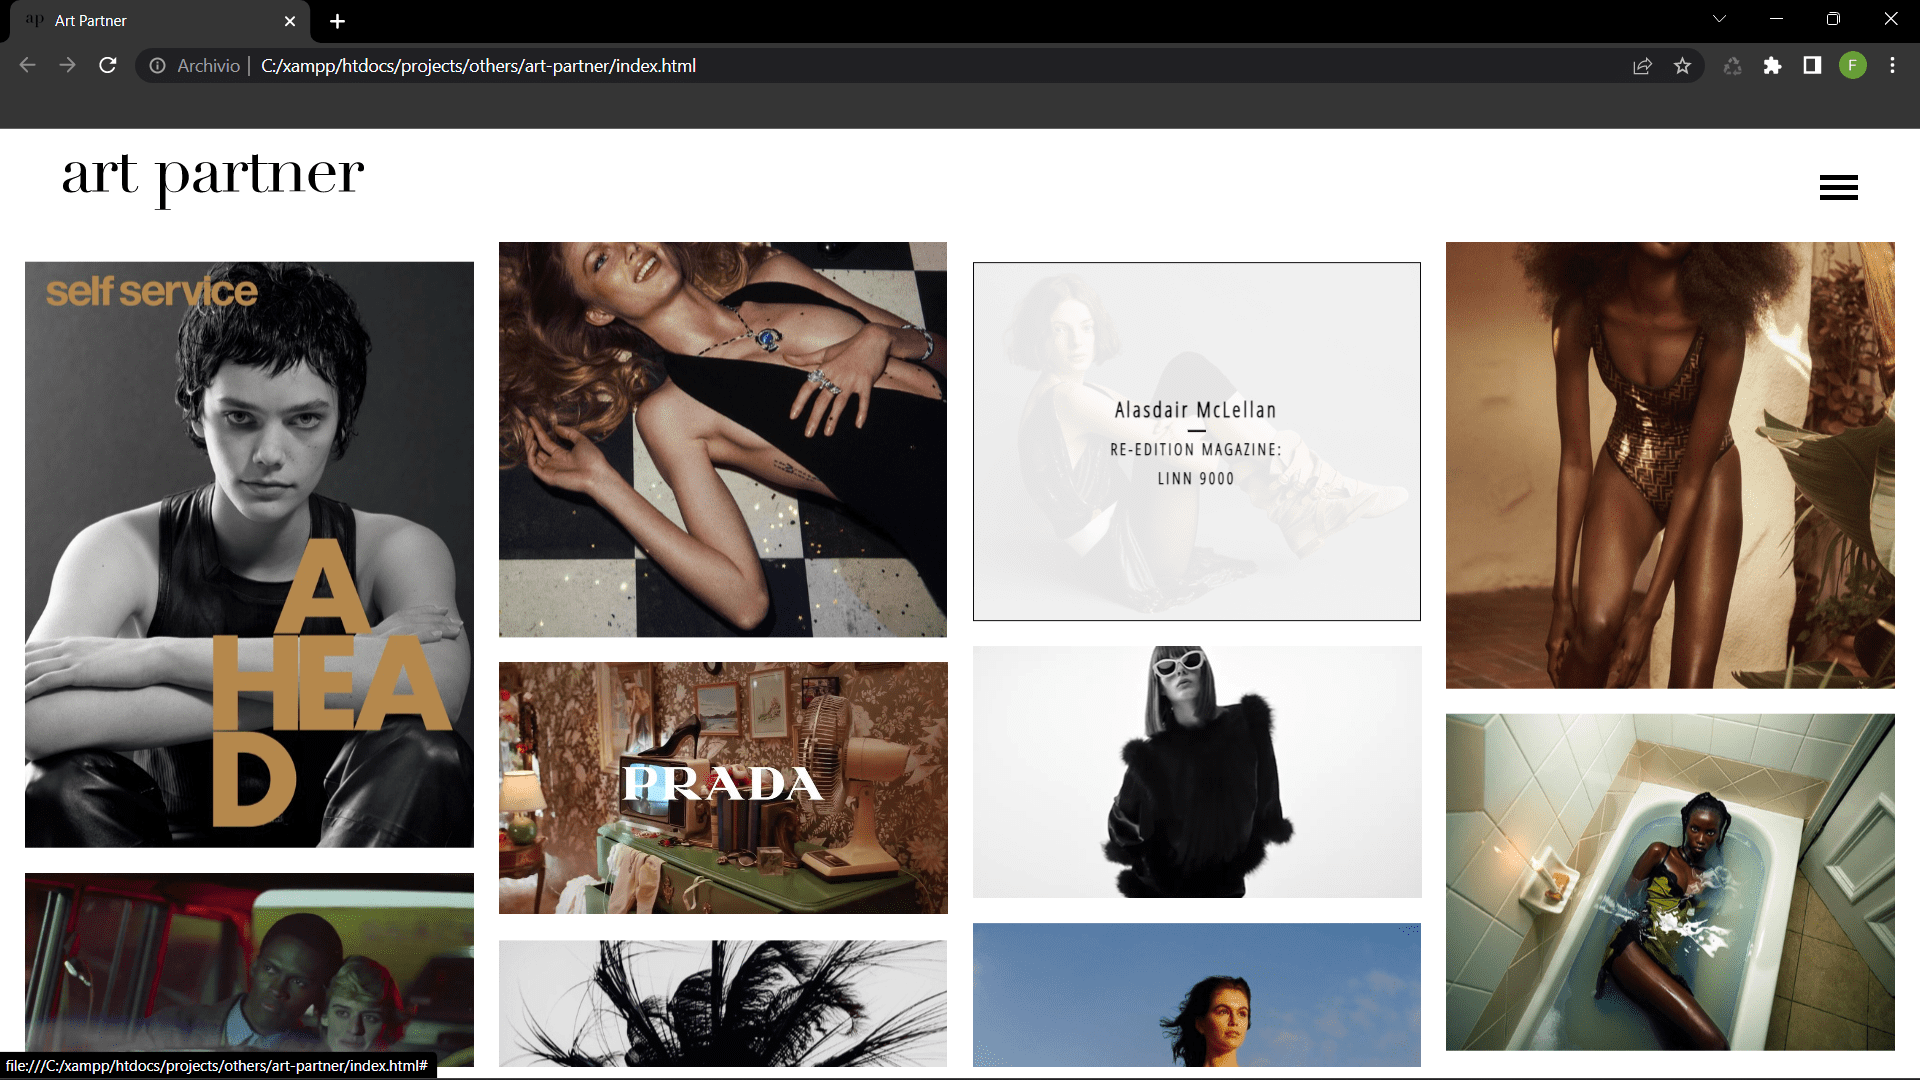 ap Art Partner
Archivio | C:/xampp/htdocs/projects/others/art-partner/index.html
F
art partner
self service
A
HEA
D
PRADA
Alasdair McLellan
RE-EDITION MAGAZINE:
LINN 9000
file:///C:/xampp/htdocs/projects/others/art-partner/index.html#